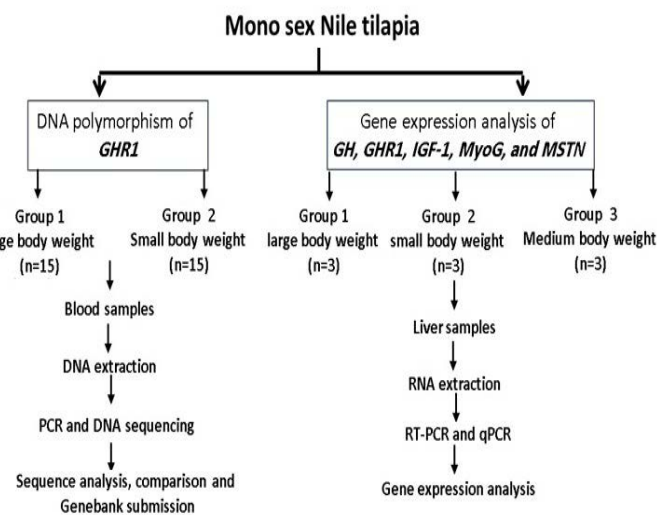 Mono sex Nile tilapia
DNA polymorphism of
GHR1
Gene expression analysis of
GH, GHR1, IGF-1, MyoG, and MSTN
Group 1
ge body weight
(n=15)
Group 2
Small body weight
(n=15)
Group 1
large body weight
(n=3)
Group 2
small body weight
(n=3)
Group 3
Medium body weight
(n=3)
Blood samples
DNA extraction
PCR and DNA sequencing
Sequence analysis, comparison and
Genebank submission
Liver samples
RNA extraction
RT-PCR and qPCR
Gene expression analysis